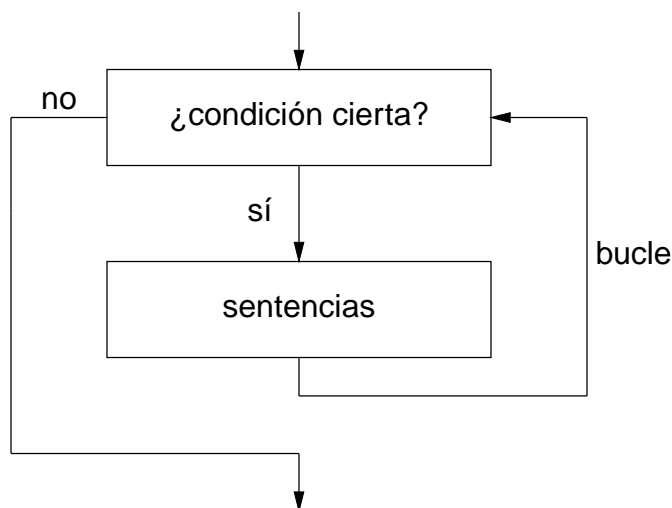 no
¿condición cierta?
sí
bucle
sentencias